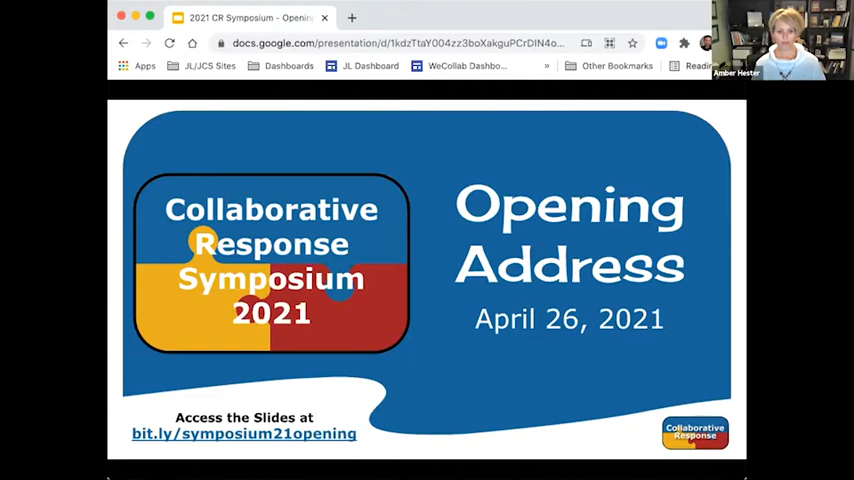 2021 CR Symposium - Openin
docs.google.com/presentation/d/1kdzTtaY004zz3boXakguPCrDIN4o...
Apps
JL/JCS Sites
Dashboards
JL Dashboard
WeCollab Dashbo...
»
Other Bookmarks
Readin
Amber Hester
Collaborative
Response
Symposium
2021
Opening
Address
April 26, 2021
Access the Slides at
bit.ly/symposium21opening
Collaborative
Response